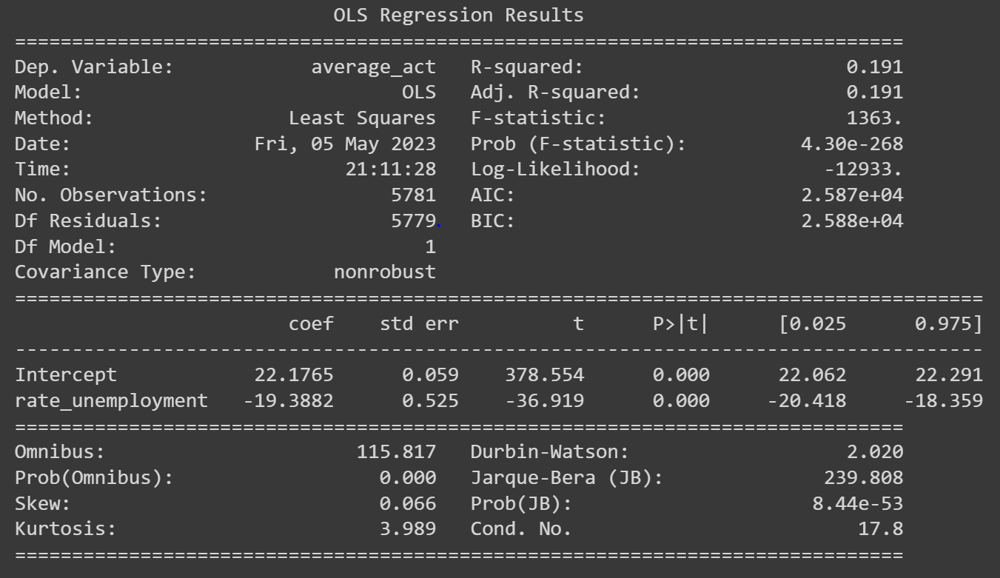 OLS Regression Results
==============================================================================
Dep. Variable:            average_act   R-squared:                       0.191
Model:                            OLS   Adj. R-squared:                  0.191
Method:                 Least Squares   F-statistic:                     1363.
Date:                Fri, 05 May 2023   Prob (F-statistic):          4.30e-268
Time:                        21:11:28   Log-Likelihood:                -12933.
No. Observations:                5781   AIC:                         2.587e+04
Df Residuals:                    5779   BIC:                         2.588e+04
Df Model:                           1
Covariance Type:            nonrobust
=====================================================================================
                        coef    std err          t      P>|t|      [0.025      0.975]
-------------------------------------------------------------------------------------
Intercept            22.1765      0.059    378.554      0.000      22.062      22.291
rate_unemployment   -19.3882      0.525    -36.919      0.000     -20.418     -18.359
==============================================================================
Omnibus:                      115.817   Durbin-Watson:                   2.020
Prob(Omnibus):                  0.000   Jarque-Bera (JB):              239.808
Skew:                           0.066   Prob(JB):                     8.44e-53
Kurtosis:                       3.989   Cond. No.                         17.8
==============================================================================